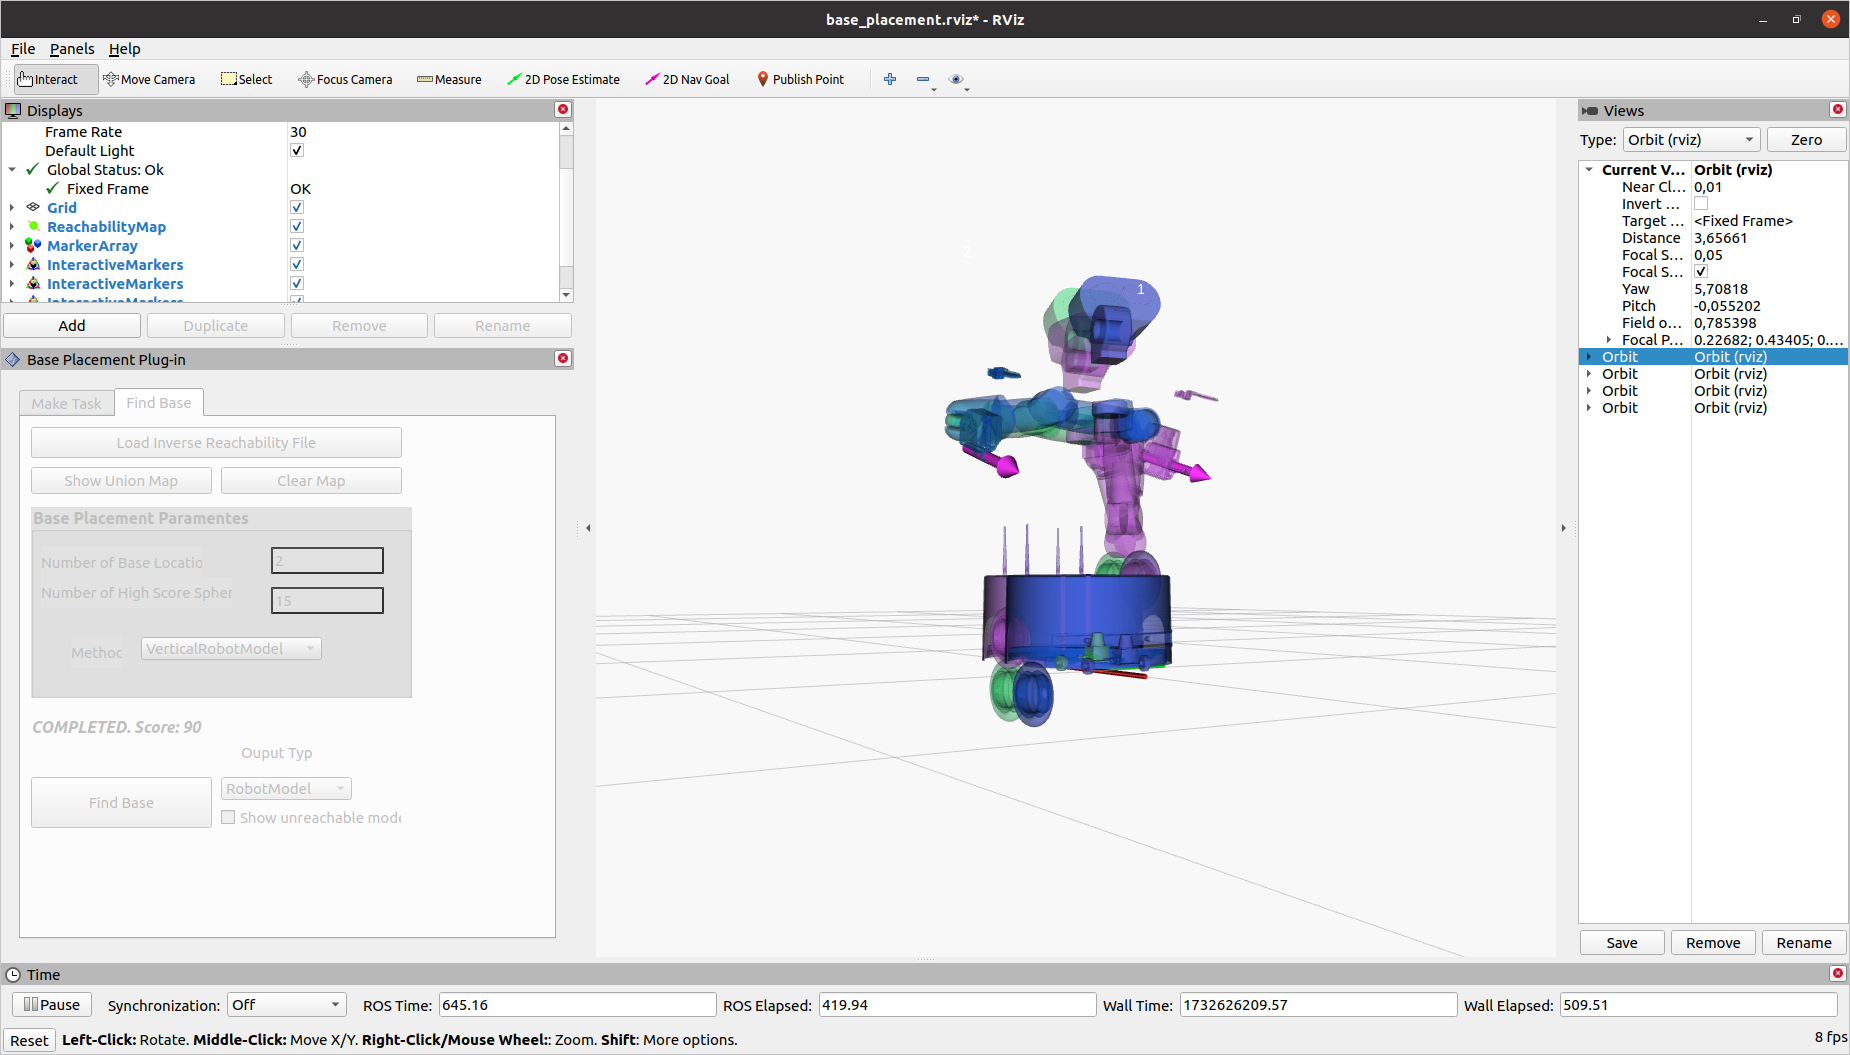 base_placement.rviz* - RViz
File Panels Help
Interact Move Camera Select Focus Camera Measure 2D Pose Estimate 2D Nav Goal Publish Point
Displays
Frame Rate 30
Default Light
Global Status: Ok
Fixed Frame OK
Grid
ReachabilityMap
MarkerArray
InteractiveMarkers
InteractiveMarkers
InteractiveMarkers
Add Duplicate Remove Rename
Base Placement Plug-in
Make Task Find Base
Load Inverse Reachability File
Show Union Map Clear Map
Base Placement Paramentes
Number of Base Locatio 2
Number of High Score Spher 15
Methoc VerticalRobotModel
COMPLETED. Score: 90
Ouput Typ
Find Base RobotModel
Show unreachable mode
2
1
Views
Type: Orbit (rviz) Zero
Current V... Orbit (rviz)
Near Cl... 0,01
Invert ...
Target ... <Fixed Frame>
Distance 3,65661
Focal S... 0,05
Focal S...
Yaw 5,70818
Pitch -0,055202
Field o... 0,785398
Focal P... 0.22682; 0.43405; 0....
Orbit Orbit (rviz)
Orbit Orbit (rviz)
Orbit Orbit (rviz)
Orbit Orbit (rviz)
Save Remove Rename
Time
Pause Synchronization: Off ROS Time: 645.16 ROS Elapsed: 419.94 Wall Time: 1732626209.57 Wall Elapsed: 509.51
Reset Left-Click: Rotate. Middle-Click: Move X/Y. Right-Click/Mouse Wheel:: Zoom. Shift: More options. 8 fps